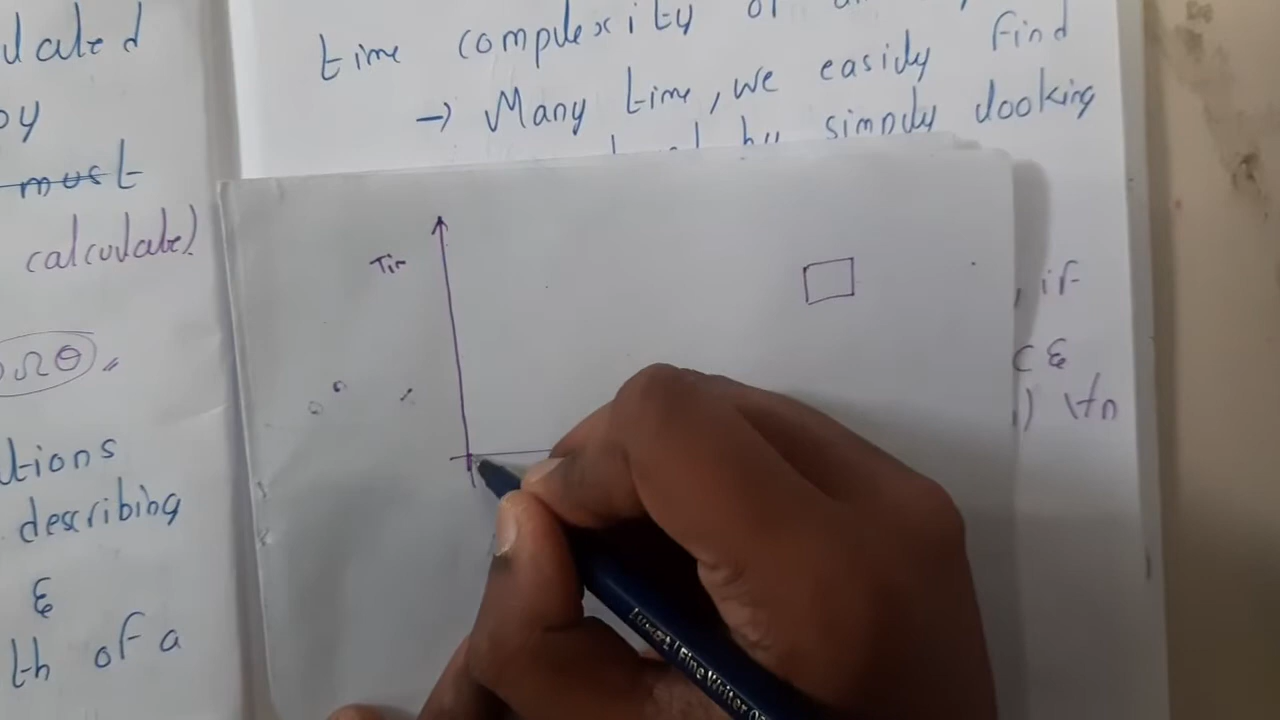 time complexity of
→ Many time, we easily find
simply looking
by
must
calculate)
ΩΘ
tions
describing
&
th of a
Tim
, if
c &
) ∀n
Luxor | Fine Writer 05